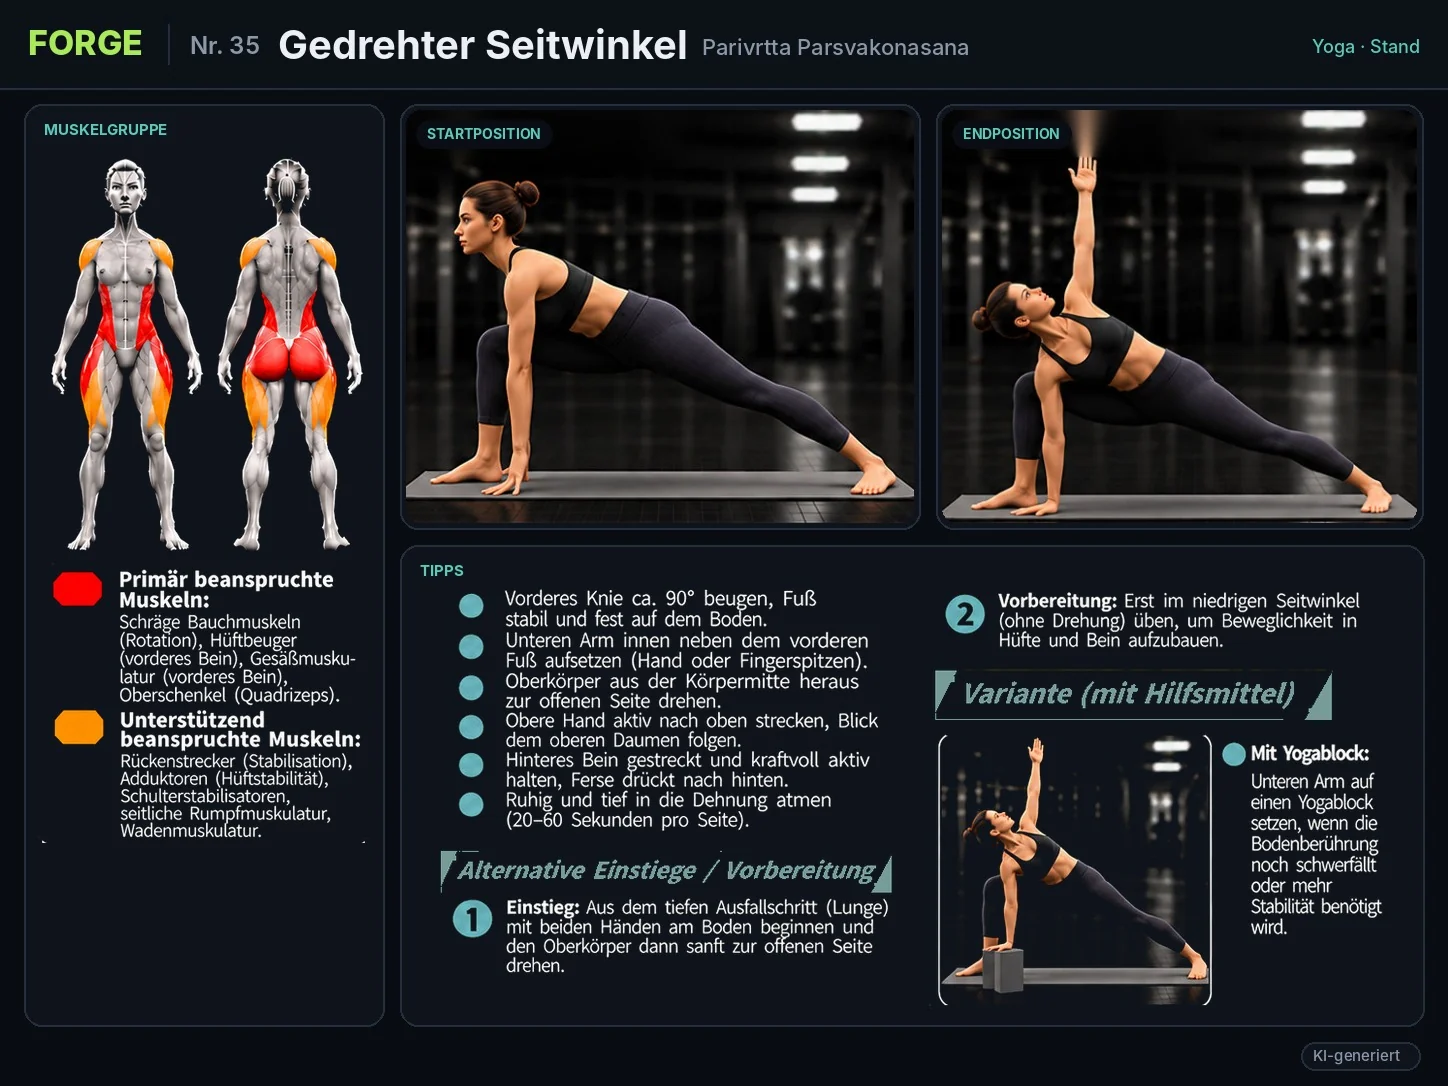 FORGE
Nr. 35
Gedrehter Seitwinkel
Parivrtta Parsvakonasana
Yoga · Stand
MUSKELGRUPPE
Primär beanspruchte
Muskeln:
Schräge Bauchmuskeln
(Rotation), Hüftbeuger
(vorderes Bein), Gesäßmusku-
latur (vorderes Bein),
Oberschenkel (Quadrizeps).
Unterstützend
beanspruchte Muskeln:
Rückenstrecker (Stabilisation),
Adduktoren (Hüftstabilität),
Schulterstabilisatoren,
seitliche Rumpfmuskulatur,
Wadenmuskulatur.
STARTPOSITION
ENDPOSITION
TIPPS
Vorderes Knie ca. 90° beugen, Fuß
stabil und fest auf dem Boden.
Unteren Arm innen neben dem vorderen
Fuß aufsetzen (Hand oder Fingerspitzen).
Oberkörper aus der Körpermitte heraus
zur offenen Seite drehen.
Obere Hand aktiv nach oben strecken, Blick
dem oberen Daumen folgen.
Hinteres Bein gestreckt und kraftvoll aktiv
halten, Ferse drückt nach hinten.
Ruhig und tief in die Dehnung atmen
(20–60 Sekunden pro Seite).
Alternative Einstiege / Vorbereitung
1
Einstieg: Aus dem tiefen Ausfallschritt (Lunge)
mit beiden Händen am Boden beginnen und
den Oberkörper dann sanft zur offenen Seite
drehen.
2
Vorbereitung: Erst im niedrigen Seitwinkel
(ohne Drehung) üben, um Beweglichkeit in
Hüfte und Bein aufzubauen.
Variante (mit Hilfsmittel)
Mit Yogablock:
Unteren Arm auf
einen Yogablock
setzen, wenn die
Bodenberührung
noch schwerfällt
oder mehr
Stabilität benötigt
wird.
KI-generiert